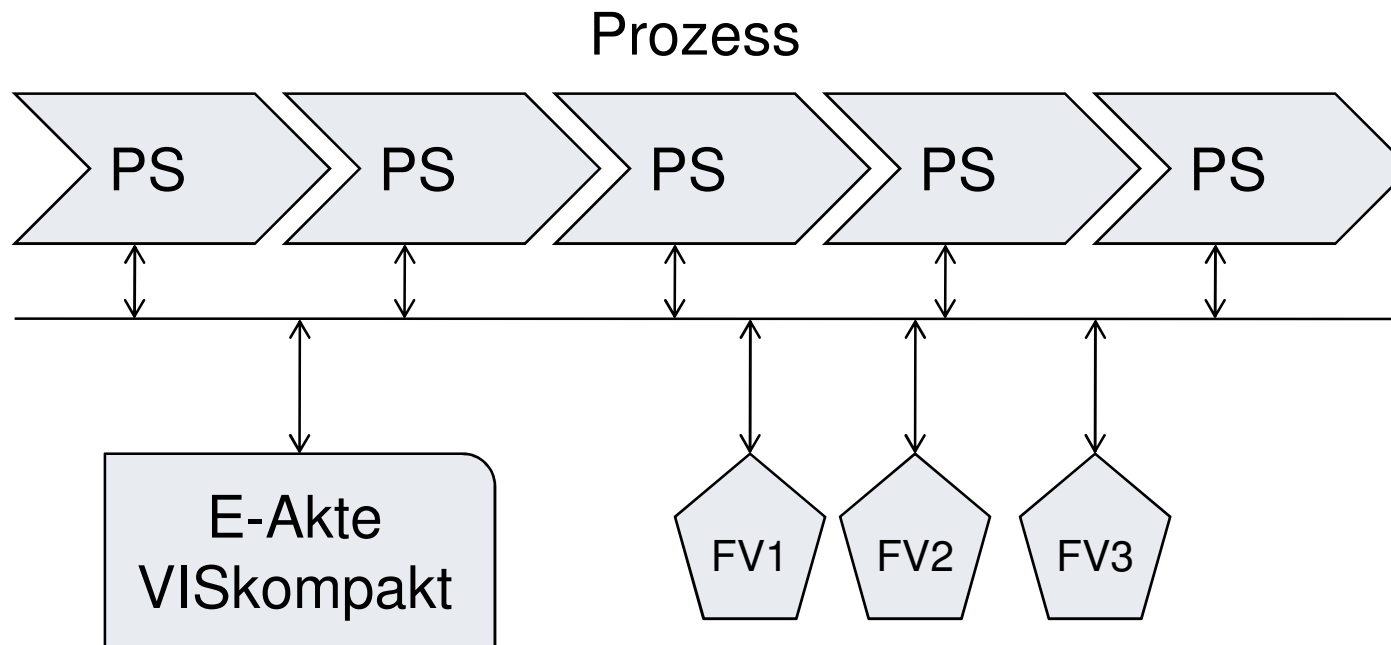 Prozess
PS
PS
PS
PS
PS
E-Akte
VISkompakt
FV1
FV2
FV3